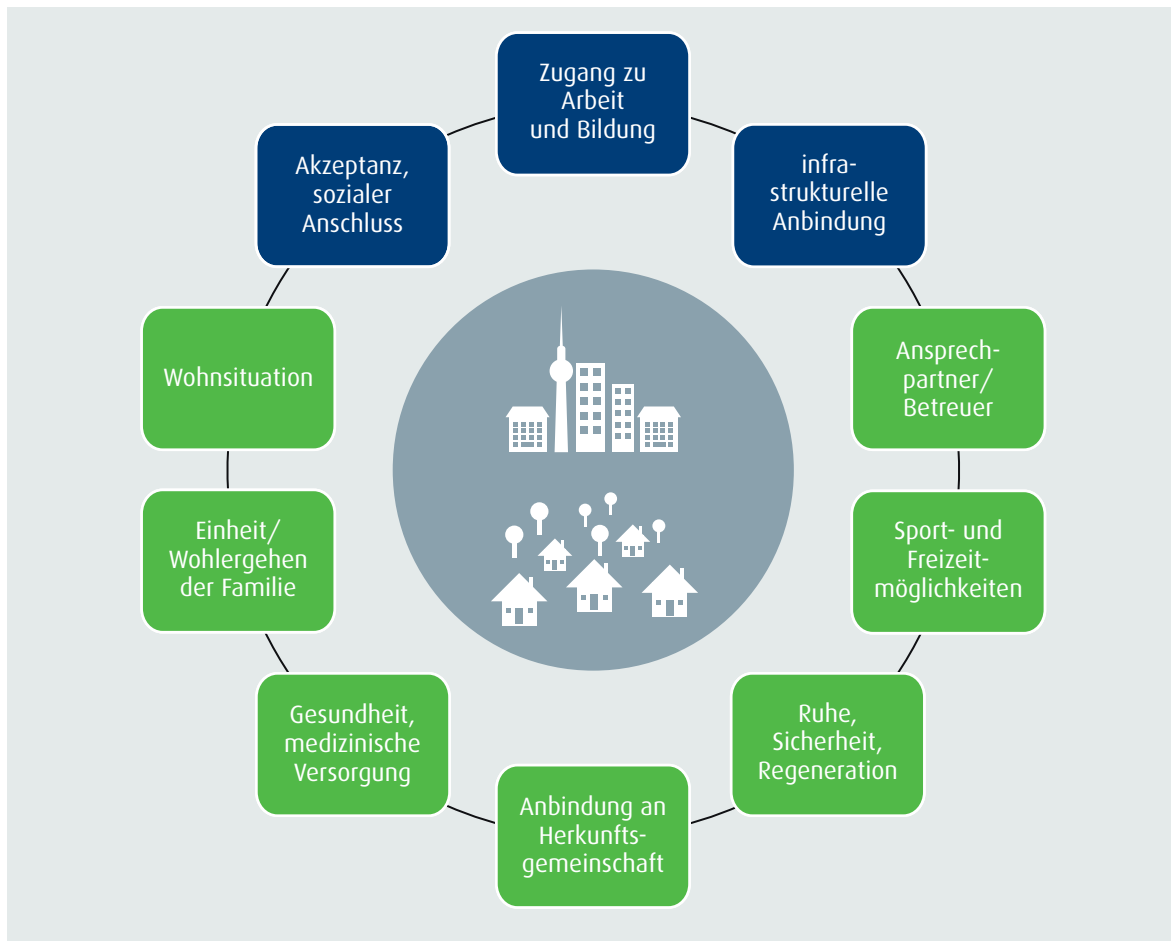 Zugang zu
Arbeit
und Bildung
infra-
strukturelle
Anbindung
Ansprech-
partner/
Betreuer
Sport- und
Freizeit-
möglichkeiten
Ruhe,
Sicherheit,
Regeneration
Anbindung an
Herkunfts-
gemeinschaft
Gesundheit,
medizinische
Versorgung
Einheit/
Wohlergehen
der Familie
Wohnsituation
Akzeptanz,
sozialer
Anschluss